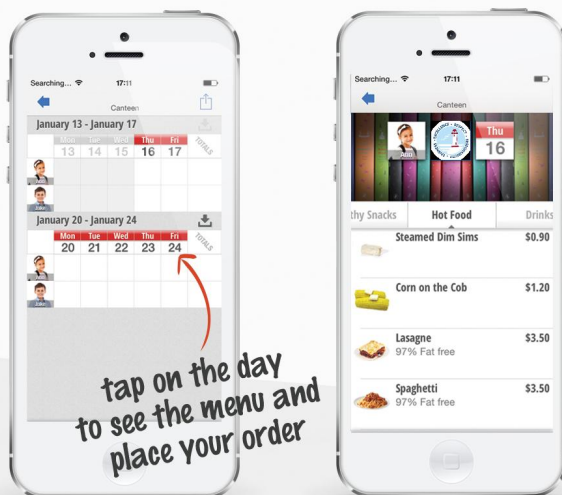 Searching... 17:11
Canteen
January 13 - January 17
Mon Tue Wed Thu Fri TOTALS
13 14 15 16 17
January 20 - January 24
Mon Tue Wed Thu Fri TOTALS
20 21 22 23 24
tap on the day
to see the menu and
place your order
Searching... 17:11
Canteen
Thu
16
thy Snacks Hot Food Drinks
Steamed Dim Sims $0.90
Corn on the Cob $1.20
Lasagne $3.50
97% Fat free
Spaghetti $3.50
97% Fat free